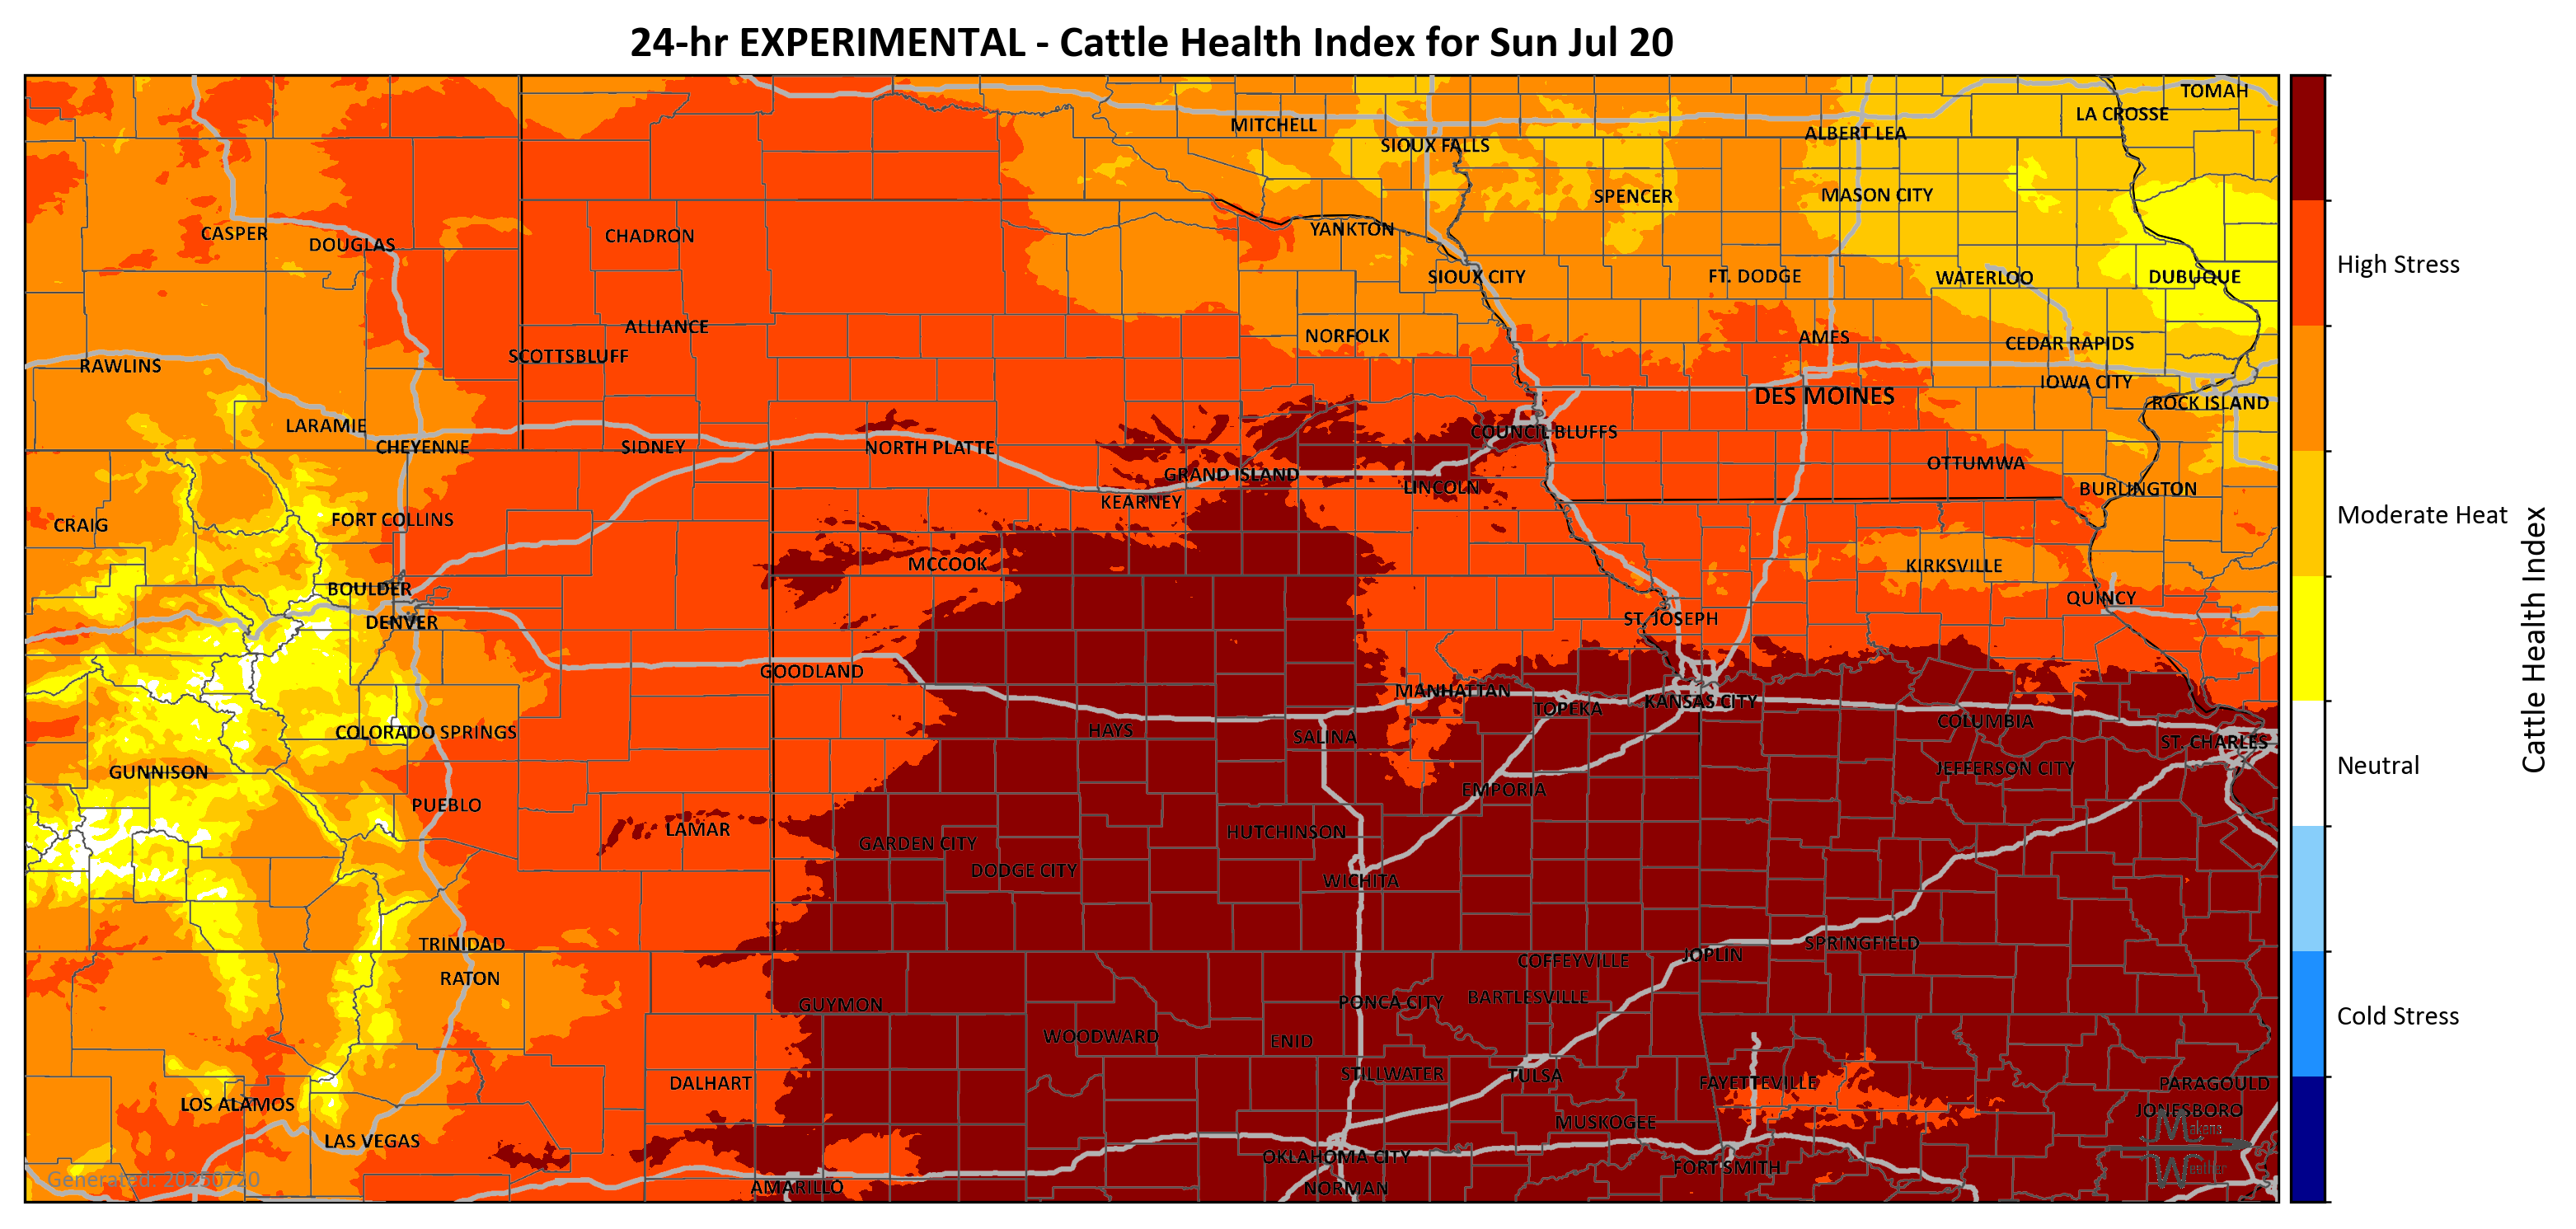 24-hr EXPERIMENTAL - Cattle Health Index for Sun Jul 20
TOMAH
LA CROSSE
MITCHELL
ALBERT LEA
SIOUX FALLS
SPENCER
MASON CITY
CASPER
DOUGLAS
CHADRON
YANKTON
High Stress
SIOUX CITY
FT. DODGE
WATERLOO
DUBUQUE
ALLIANCE
NORFOLK
AMES
CEDAR RAPIDS
SCOTTSBLUFF
RAWLINS
IOWA CITY
DES MOINES
ROCK ISLAND
LARAMIE
COUNCIL BLUFFS
CHEYENNE
SIDNEY
NORTH PLATTE
OTTUMWA
GRAND ISLAND
LINCOLN
BURLINGTON
KEARNEY
Moderate Heat
CRAIG
FORT COLLINS
MCCOOK
KIRKSVILLE
BOULDER
QUINCY
DENVER
ST. JOSEPH
Cattle Health Index
GOODLAND
MANHATTAN
KANSAS CITY
TOPEKA
COLUMBIA
COLORADO SPRINGS
HAYS
SALINA
ST. CHARLES
Neutral
GUNNISON
JEFFERSON CITY
EMPORIA
PUEBLO
LAMAR
HUTCHINSON
GARDEN CITY
DODGE CITY
WICHITA
TRINIDAD
SPRINGFIELD
JOPLIN
COFFEYVILLE
RATON
BARTLESVILLE
GUYMON
PONCA CITY
Cold Stress
WOODWARD
ENID
STILLWATER
TULSA
DALHART
FAYETTEVILLE
PARAGOULD
LOS ALAMOS
JONESBORO
MUSKOGEE
Makens
LAS VEGAS
OKLAHOMA CITY
FORT SMITH
Weather
Generated: 20250720
AMARILLO
NORMAN